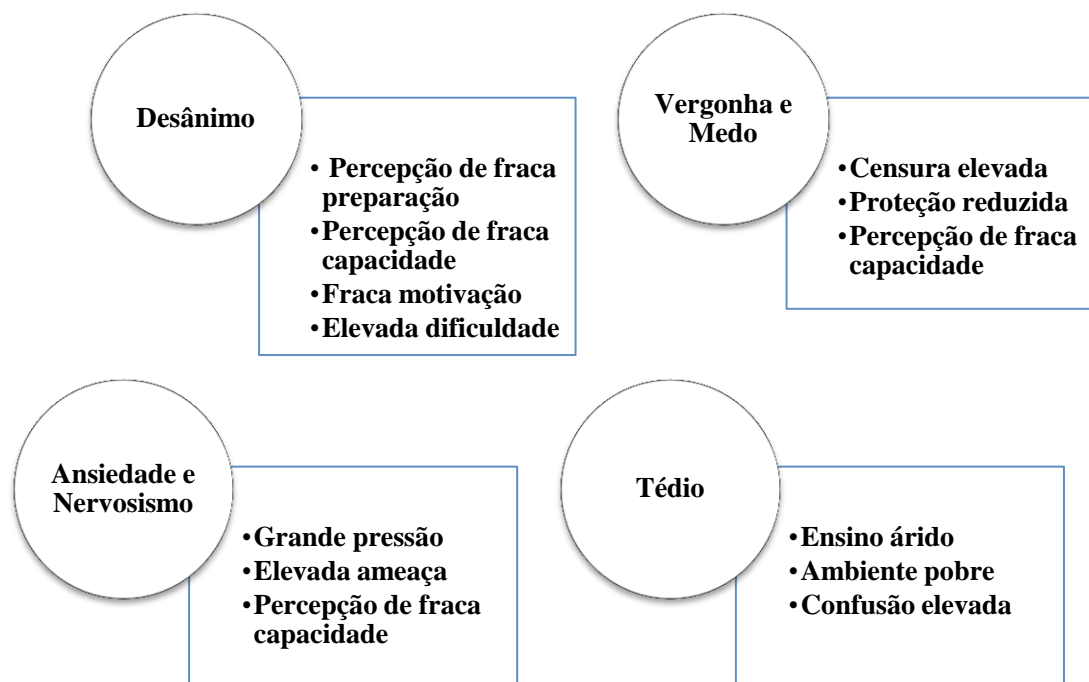 Desânimo
• Percepção de fraca
preparação
•Percepção de fraca
capacidade
•Fraca motivação
•Elevada dificuldade
Vergonha e
Medo
•Censura elevada
•Proteção reduzida
•Percepção de fraca
capacidade
Ansiedade e
Nervosismo
•Grande pressão
•Elevada ameaça
•Percepção de fraca
capacidade
Tédio
•Ensino árido
•Ambiente pobre
•Confusão elevada